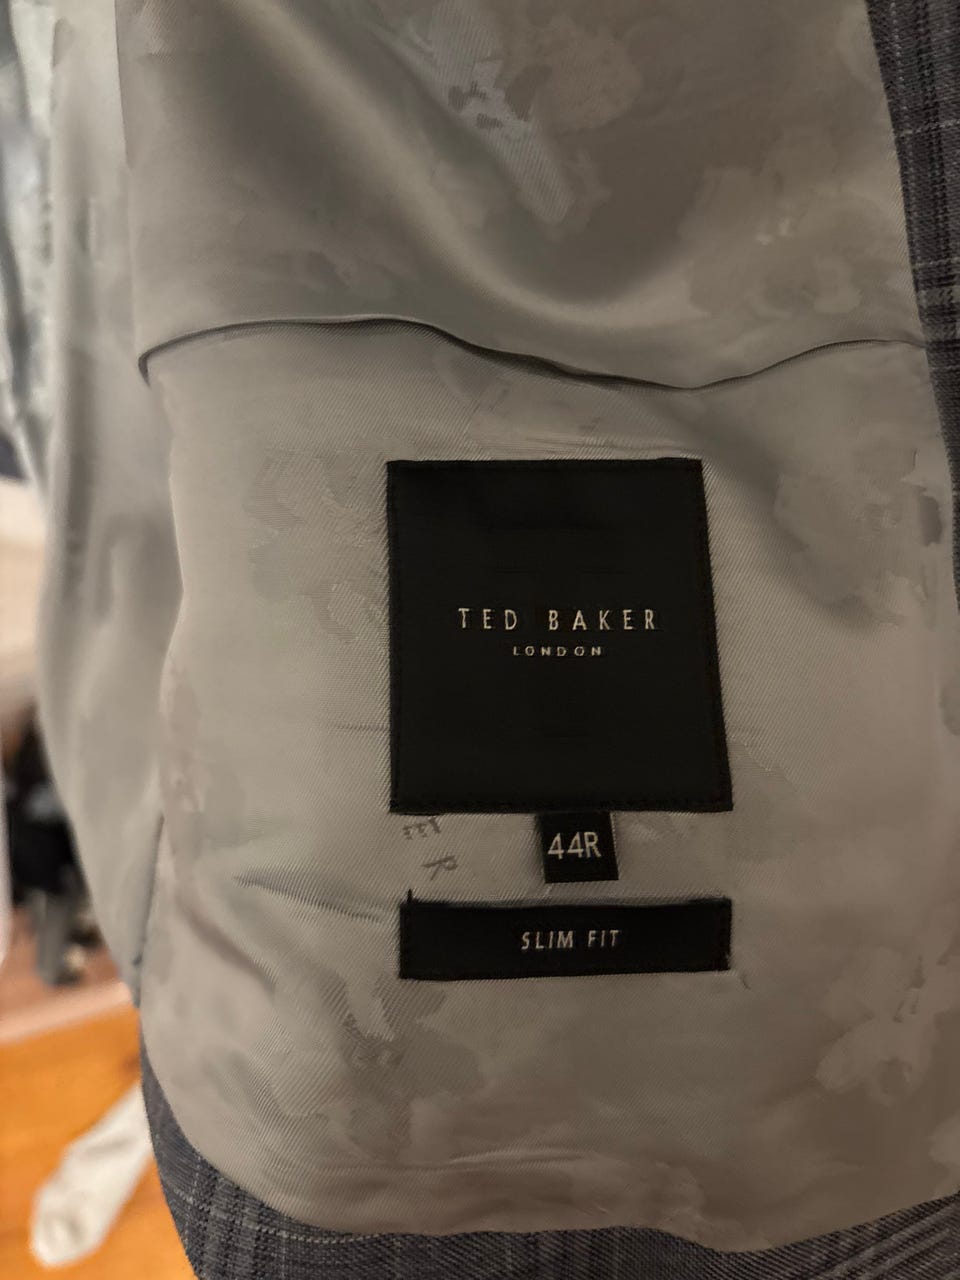 TED BAKER
LONDON
44R
SLIM FIT